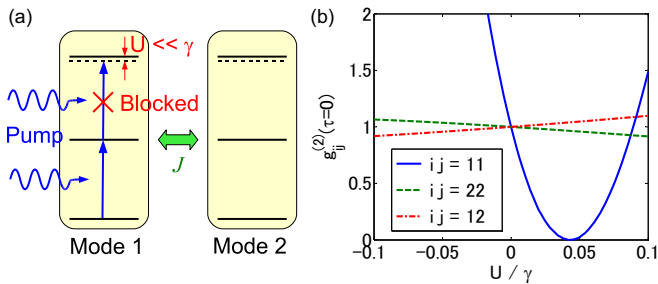 (a)
U << γ
Blocked
Pump
J
Mode 1
Mode 2
(b)
2
1.5
1
0.5
0
g_ij^(2)(τ=0)
i j = 11
i j = 22
i j = 12
-0.1
-0.05
0
0.05
0.1
U / γ